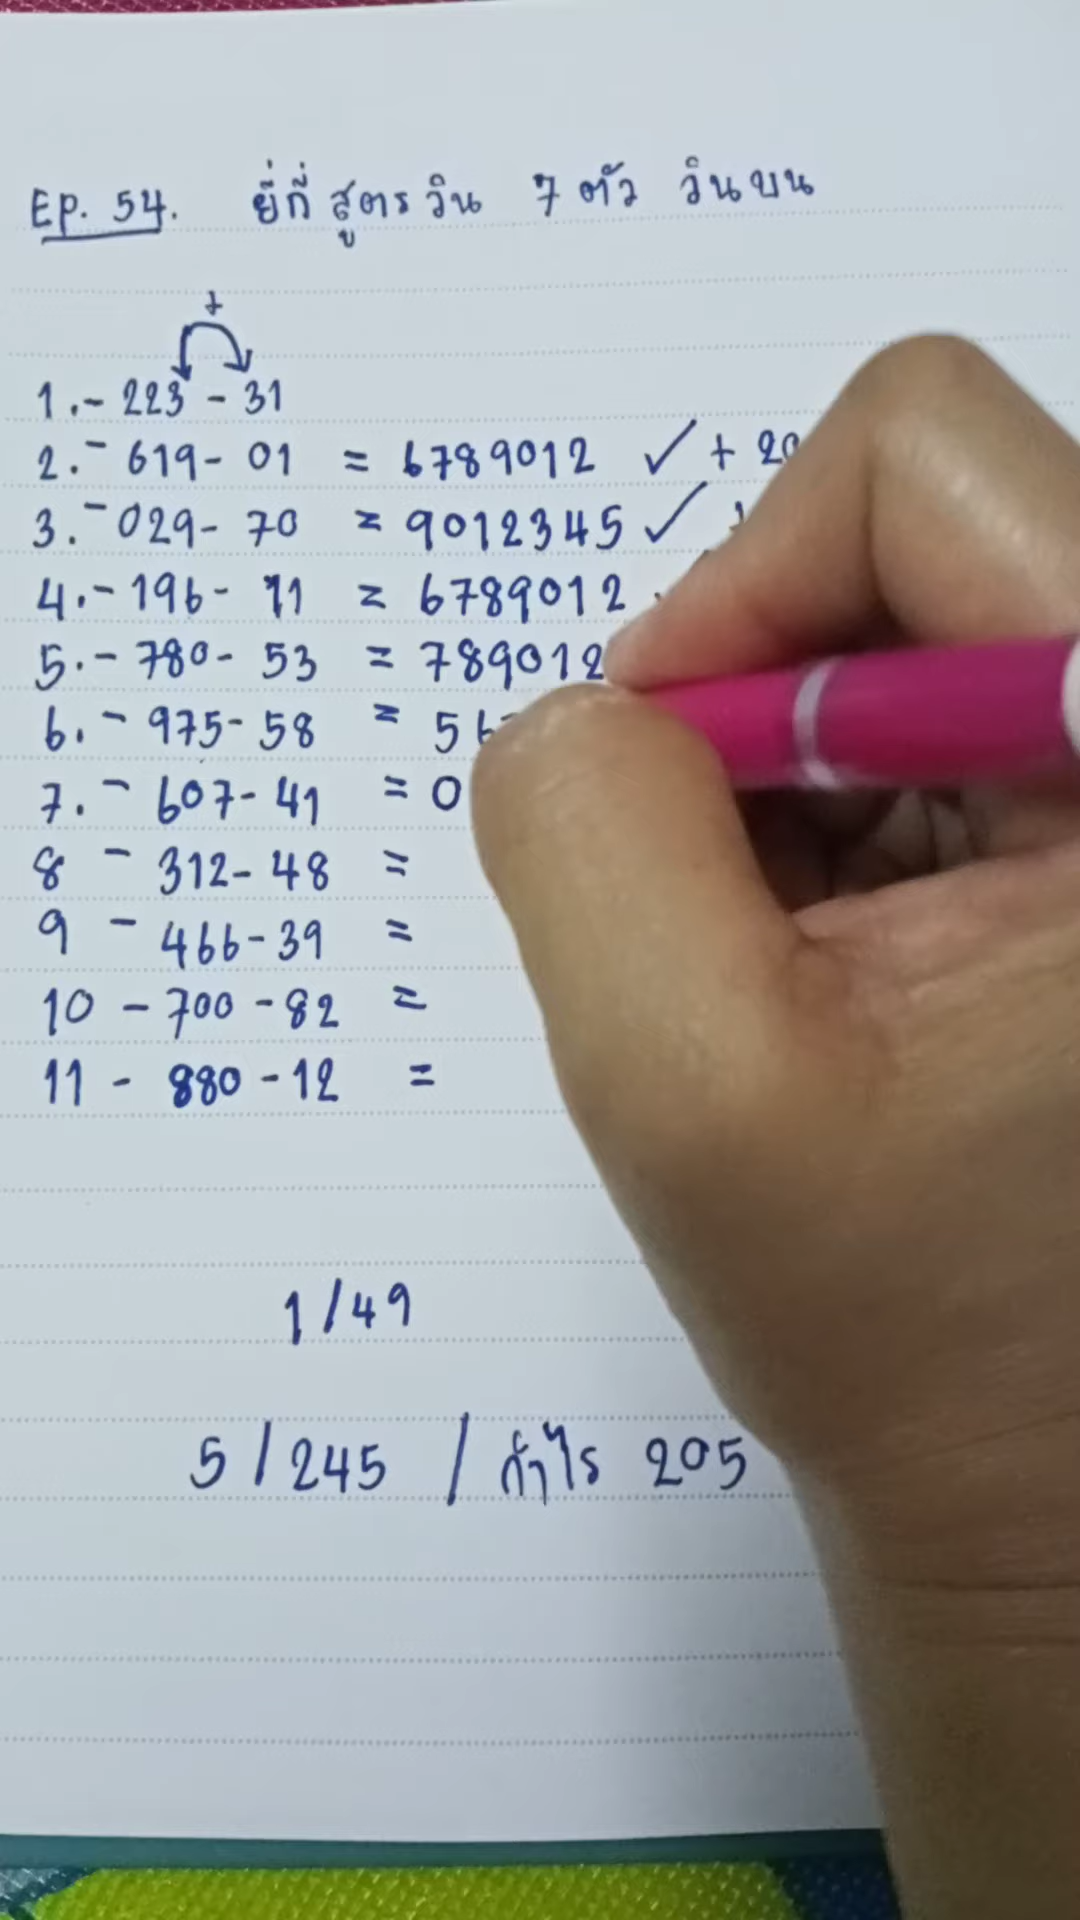 EP. 54. ยี่กี สูตรวิน 7 ตัว วินบน
+
1.- 223 - 31
2.- 619 - 01 = 6789012 ✓ + 20
3.- 029 - 70 = 9012345 ✓
4.- 196 - 11 = 6789012
5.- 780 - 53 = 789012
6.- 975 - 58 = 56
7.- 607 - 41 = 0
8 - 312 - 48 =
9 - 466 - 39 =
10 - 700 - 82 =
11 - 880 - 12 =
1/49
5/245 / กำไร 205